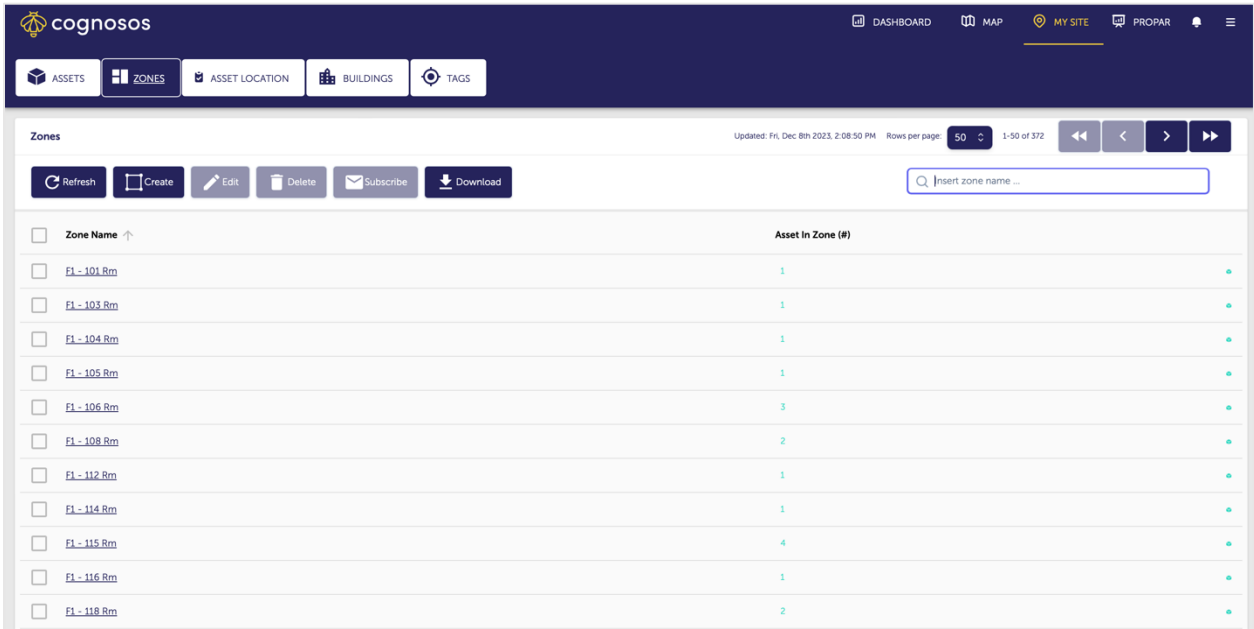 cognosos DASHBOARD MAP MY SITE PROPAR
ASSETS ZONES ASSET LOCATION BUILDINGS TAGS
Zones Updated: Fri, Dec 8th 2023, 2:08:50 PM Rows per page: 50 1-50 of 372
Refresh Create Edit Delete Subscribe Download Insert zone name ...
Zone Name Asset In Zone (#)
F1 - 101 Rm 1
F1 - 103 Rm 1
F1 - 104 Rm 1
F1 - 105 Rm 1
F1 - 106 Rm 3
F1 - 108 Rm 2
F1 - 112 Rm 1
F1 - 114 Rm 1
F1 - 115 Rm 4
F1 - 116 Rm 1
F1 - 118 Rm 2